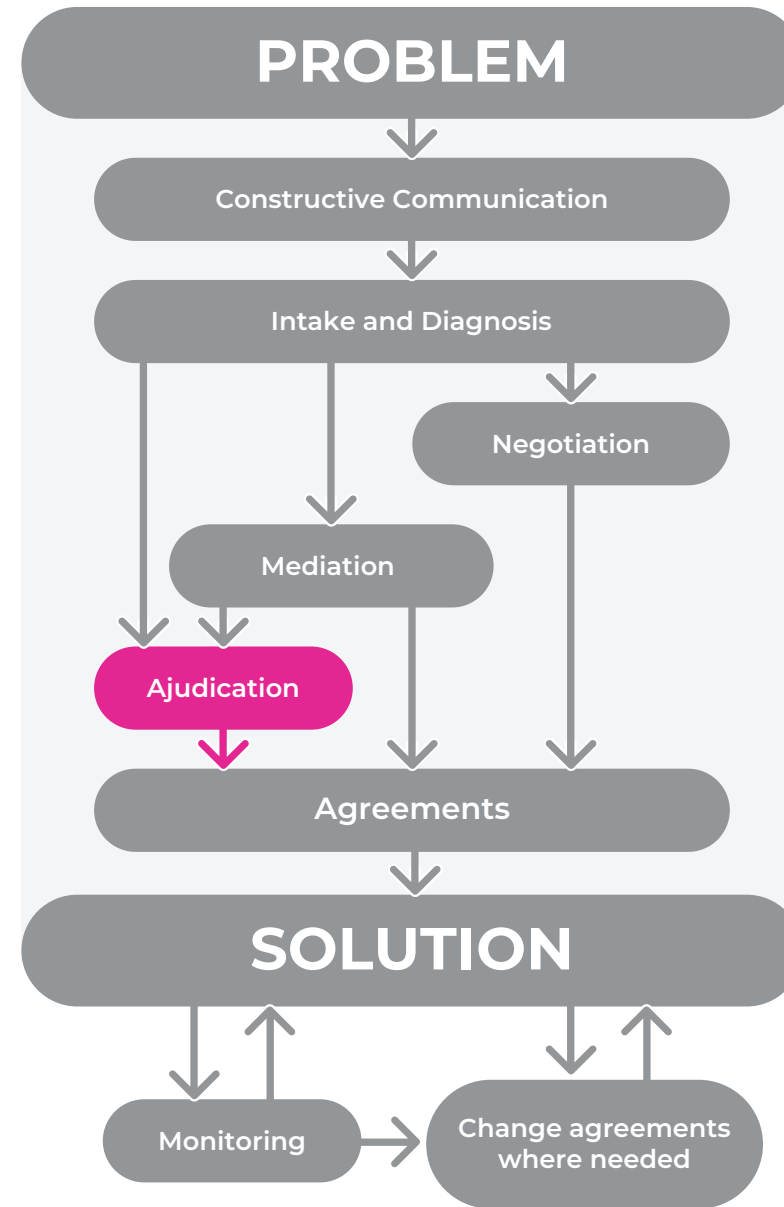 PROBLEM
Constructive Communication
Intake and Diagnosis
Negotiation
Mediation
Ajudication
Agreements
SOLUTION
Monitoring
Change agreements
where needed